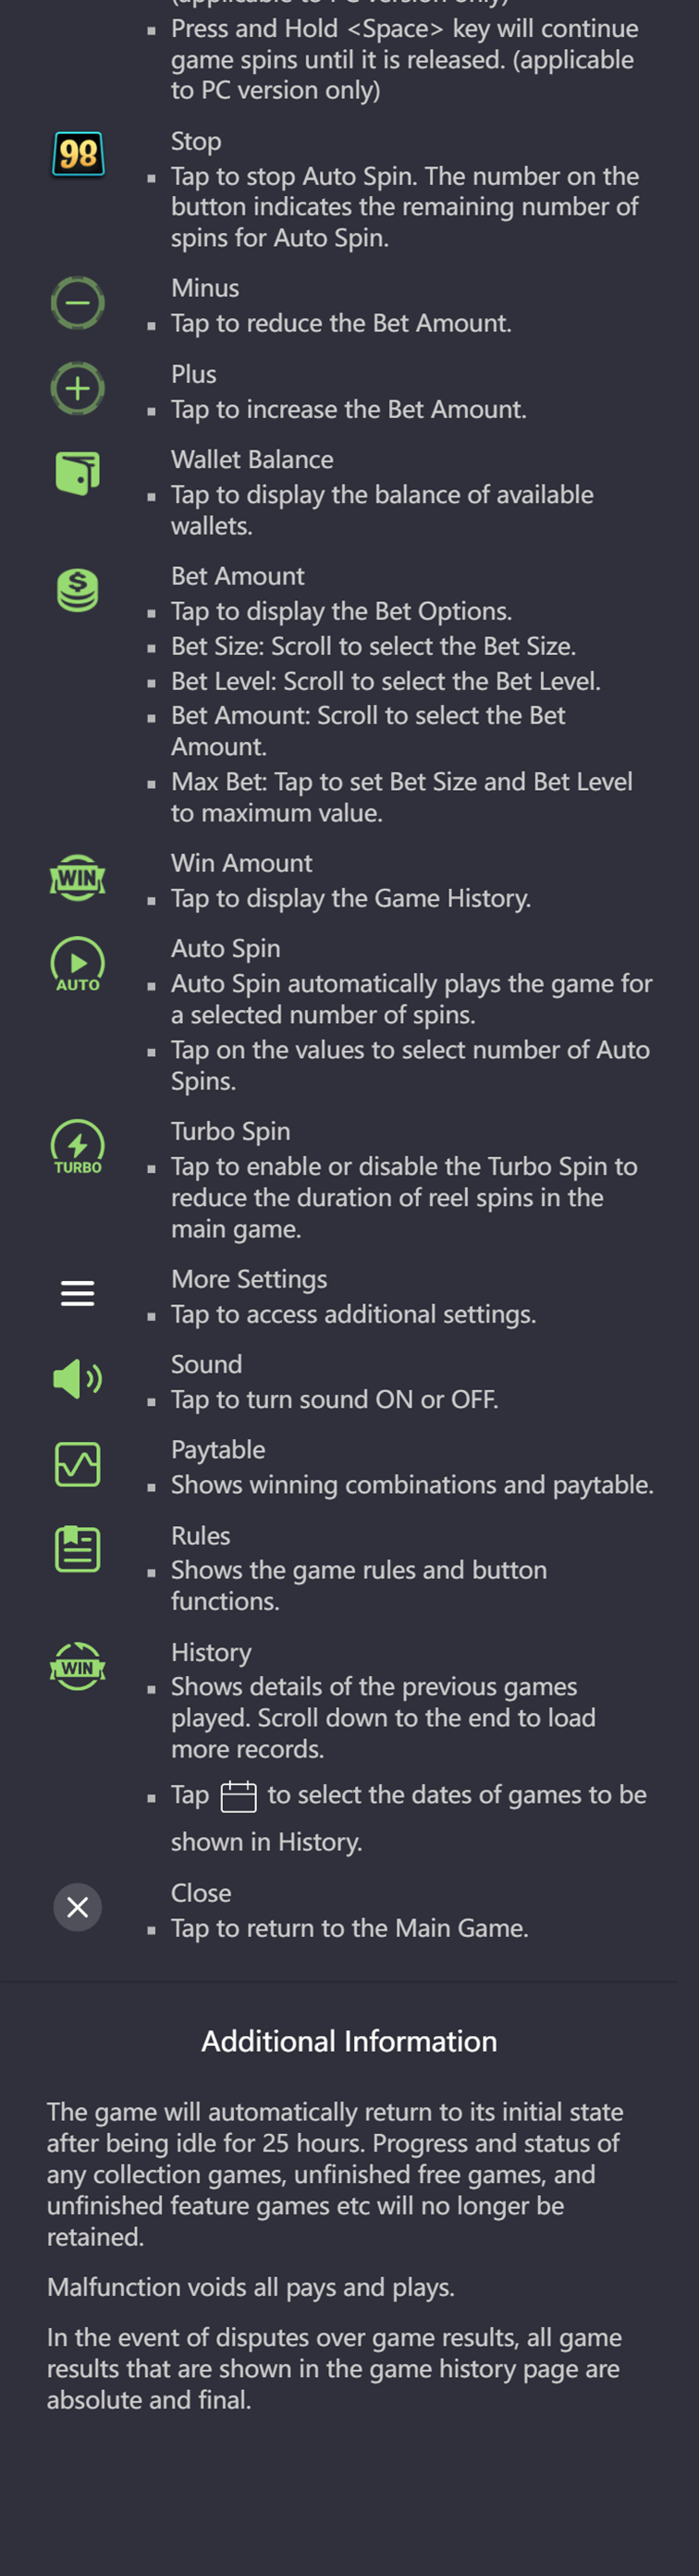 (applicable to PC version only)
▪ Press and Hold <Space> key will continue
game spins until it is released. (applicable
to PC version only)
98
Stop
▪ Tap to stop Auto Spin. The number on the
button indicates the remaining number of
spins for Auto Spin.
Minus
▪ Tap to reduce the Bet Amount.
Plus
▪ Tap to increase the Bet Amount.
Wallet Balance
▪ Tap to display the balance of available
wallets.
$
Bet Amount
▪ Tap to display the Bet Options.
▪ Bet Size: Scroll to select the Bet Size.
▪ Bet Level: Scroll to select the Bet Level.
▪ Bet Amount: Scroll to select the Bet
Amount.
▪ Max Bet: Tap to set Bet Size and Bet Level
to maximum value.
WIN
Win Amount
▪ Tap to display the Game History.
AUTO
Auto Spin
▪ Auto Spin automatically plays the game for
a selected number of spins.
▪ Tap on the values to select number of Auto
Spins.
TURBO
Turbo Spin
▪ Tap to enable or disable the Turbo Spin to
reduce the duration of reel spins in the
main game.
More Settings
▪ Tap to access additional settings.
Sound
▪ Tap to turn sound ON or OFF.
Paytable
▪ Shows winning combinations and paytable.
Rules
▪ Shows the game rules and button
functions.
WIN
History
▪ Shows details of the previous games
played. Scroll down to the end to load
more records.
▪ Tap to select the dates of games to be
shown in History.
Close
▪ Tap to return to the Main Game.
Additional Information
The game will automatically return to its initial state
after being idle for 25 hours. Progress and status of
any collection games, unfinished free games, and
unfinished feature games etc will no longer be
retained.
Malfunction voids all pays and plays.
In the event of disputes over game results, all game
results that are shown in the game history page are
absolute and final.